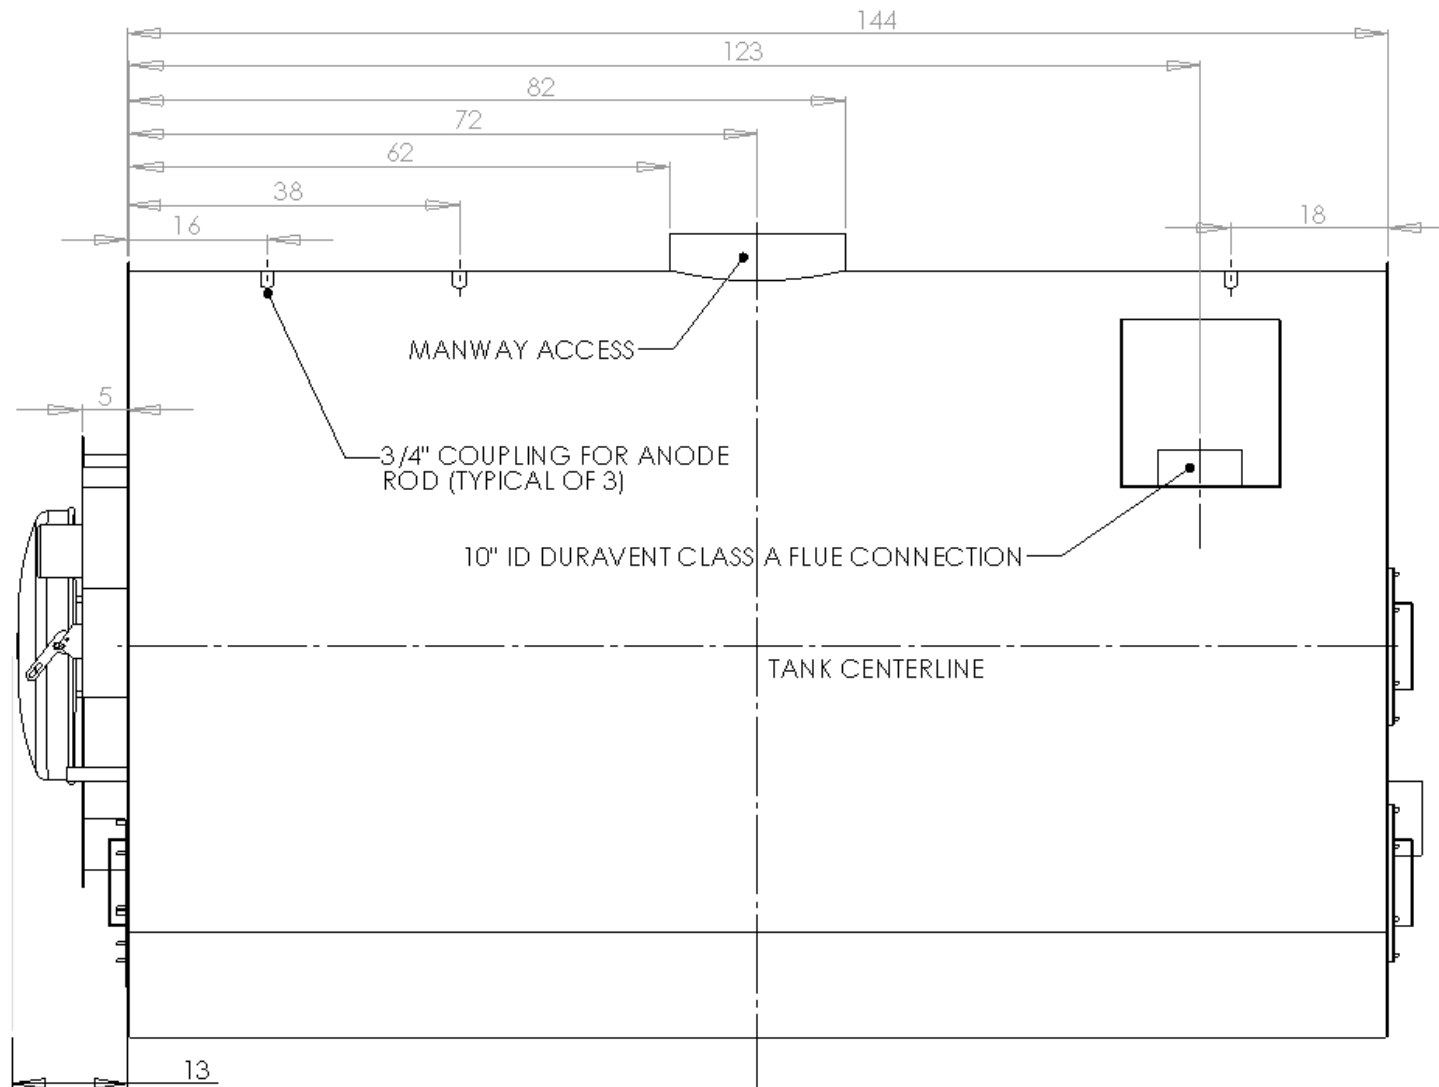 144
123
82
72
62
38
16
18
MANWAY ACCESS
5
3/4" COUPLING FOR ANODE
ROD (TYPICAL OF 3)
10" ID DURAVENT CLASS A FLUE CONNECTION
TANK CENTERLINE
13